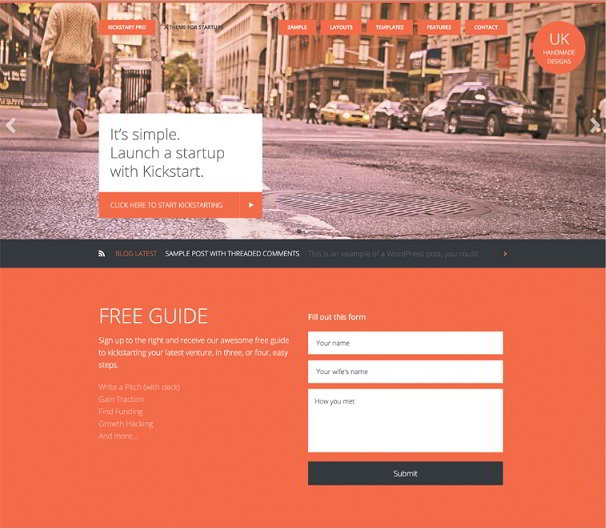 KICKSTART PRO
A THEME FOR STARTUPS
SAMPLE
LAYOUTS
TEMPLATES
FEATURES
CONTACT
UK
HANDMADE
DESIGNS
It's simple.
Launch a startup
with Kickstart.
CLICK HERE TO START KICKSTARTING
BLOG LATEST SAMPLE POST WITH THREADED COMMENTS This is an example of a WordPress post, you could ...
FREE GUIDE
Sign up to the right and receive our awesome free guide
to kickstarting your latest venture, in three, or four, easy
steps.
Write a Pitch (with deck)
Gain Traction
Find Funding
Growth Hacking
And more...
Fill out this form
Your name
Your wife's name
How you met
Submit